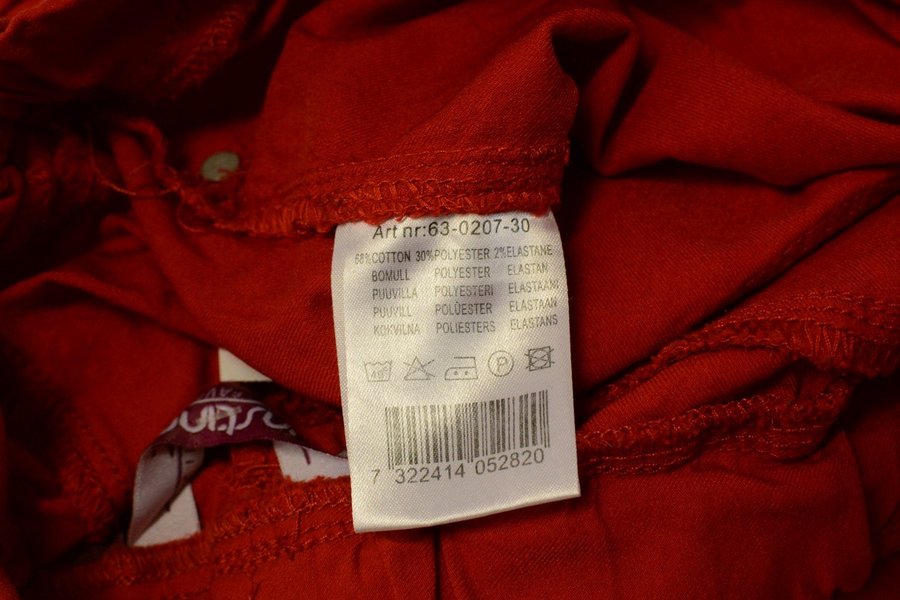 Art nr:63-0207-30
68%COTTON 30%POLYESTER 2%ELASTANE
BOMULL POLYESTER ELASTAN
PUUVILLA POLYESTERI ELASTAANI
PUUVILL POLÜESTER ELASTAAN
KOKVILNA POLIESTERS ELASTANS
40° P
7 322414 052820